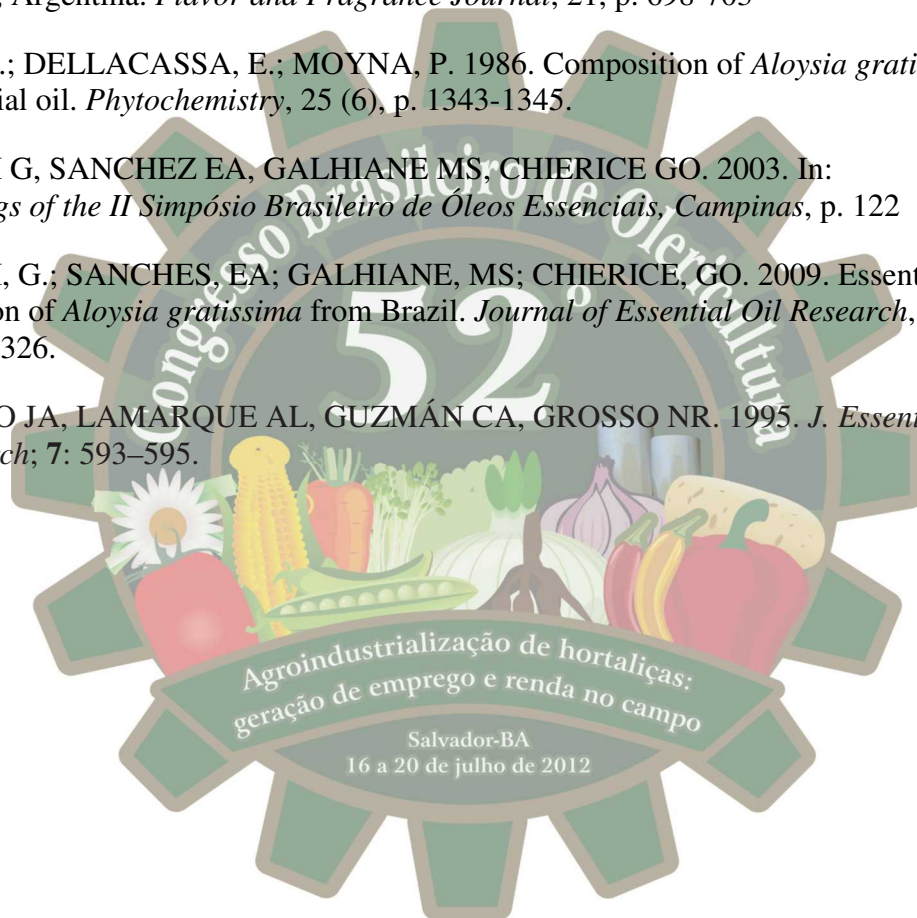 Argentina. Flavor and Fragrance Journal, 21, p. 698-703
.; DELLACASSA, E.; MOYNA, P. 1986. Composition of Aloysia grati
ial oil. Phytochemistry, 25 (6), p. 1343-1345.
G, SANCHEZ EA, GALHIANE MS, CHIERICE GO. 2003. In:
gs of the II Simpósio Brasileiro de Óleos Essenciais, Campinas, p. 122
, G.; SANCHES, EA; GALHIANE, MS; CHIERICE, GO. 2009. Essent
on of Aloysia gratissima from Brazil. Journal of Essential Oil Research,
326.
O JA, LAMARQUE AL, GUZMÁN CA, GROSSO NR. 1995. J. Essenti
rch; 7: 593–595.
Congresso Brasileiro de Olericultura
52º
Agroindustrialização de hortaliças:
geração de emprego e renda no campo
Salvador-BA
16 a 20 de julho de 2012